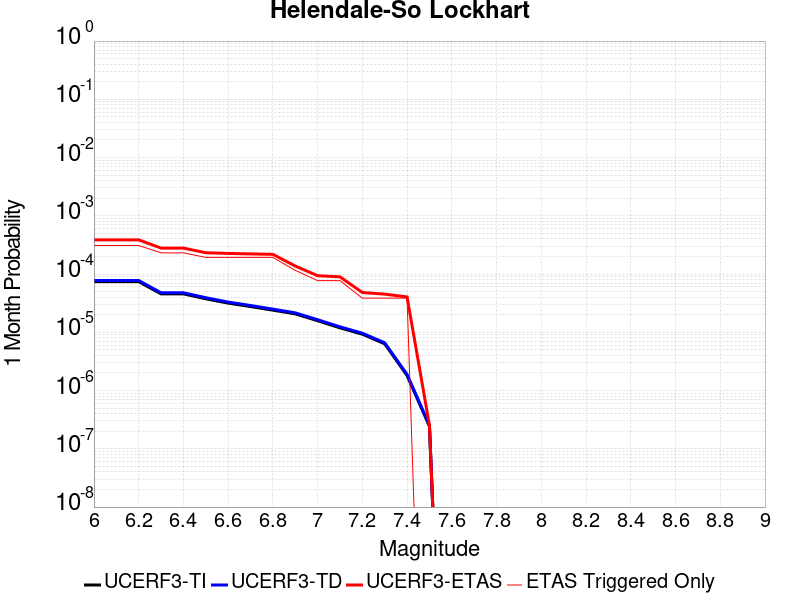 Helendale-So Lockhart
10^0
10^-1
10^-2
10^-3
10^-4
10^-5
10^-6
10^-7
10^-8
1 Month Probability
6 6.2 6.4 6.6 6.8 7 7.2 7.4 7.6 7.8 8 8.2 8.4 8.6 8.8 9
Magnitude
UCERF3-TI UCERF3-TD UCERF3-ETAS ETAS Triggered Only